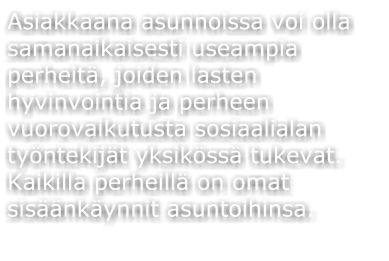 Asiakkaana asunnoissa voi olla
samanaikaisesti useampia
perheitä, joiden lasten
hyvinvointia ja perheen
vuorovaikutusta sosiaalialan
työntekijät yksikössä tukevat.
Kaikilla perheillä on omat
sisäänkäynnit asuntoihinsa.